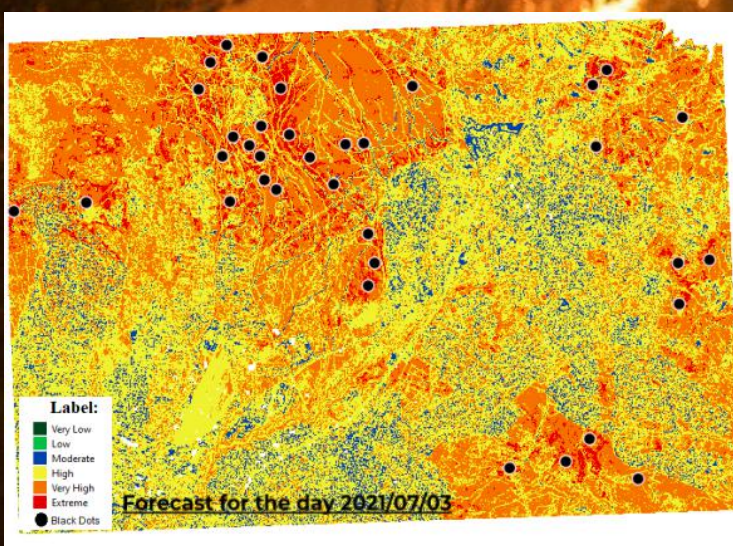 Label:
Very Low
Low
Moderate
High
Very High
Extreme
Black Dots
Forecast for the day 2021/07/03